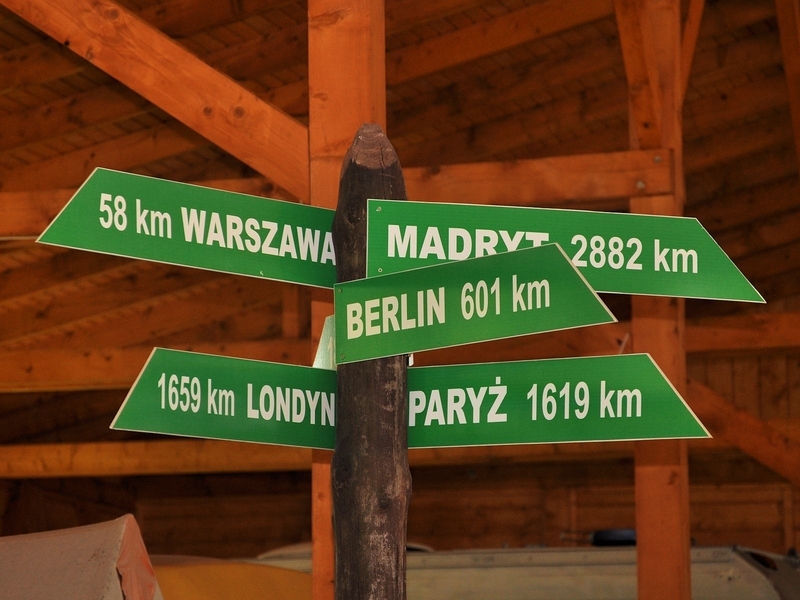 58 km WARSZAWA
MADRYT 2882 km
BERLIN 601 km
1659 km LONDYN
PARYŻ 1619 km